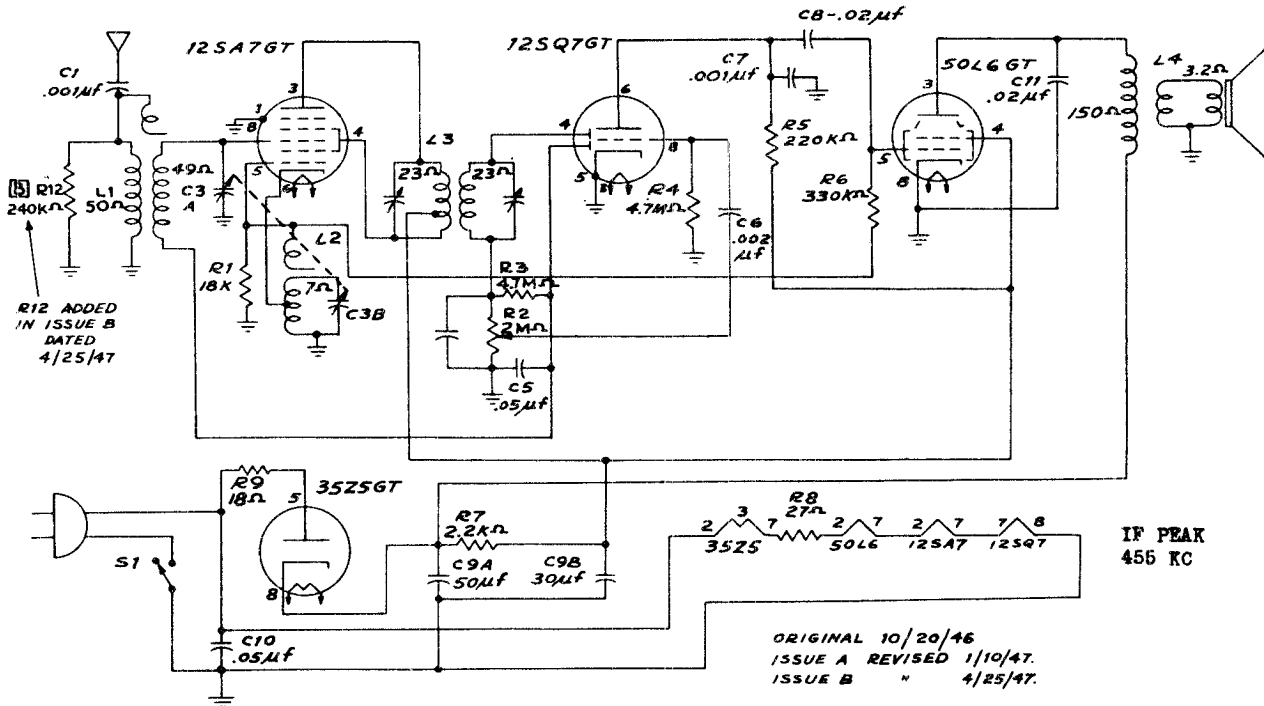 C8-.02µf
12SA7GT
12SQ7GT
C7
.001µf
50L6GT
C11
.02µf
L4
3.2Ω
150Ω
C1
.001µf
3
1
8
4
5
6
L3
23Ω
23Ω
6
4
8
5
8
R5
220KΩ
3
4
5
8
R6
330KΩ
B R12
240KΩ
L1
50Ω
49Ω
C3
A
R4
4.7MΩ
C6
.002
µf
L2
7Ω
C3B
R1
18K
R3
4.7MΩ
R2
2MΩ
C5
.05µf
R12 ADDED
IN ISSUE B
DATED
4/25/47
R9
18Ω
35Z5GT
5
8
R7
2.2KΩ
C9A
50µf
C9B
30µf
S1
C10
.05µf
2 3 7
35Z5
R8
27Ω
2 7
50L6
2 7
12SA7
7 8
12SQ7
IF PEAK
455 KC
ORIGINAL 10/20/46
ISSUE A REVISED 1/10/47.
ISSUE B " 4/25/47.